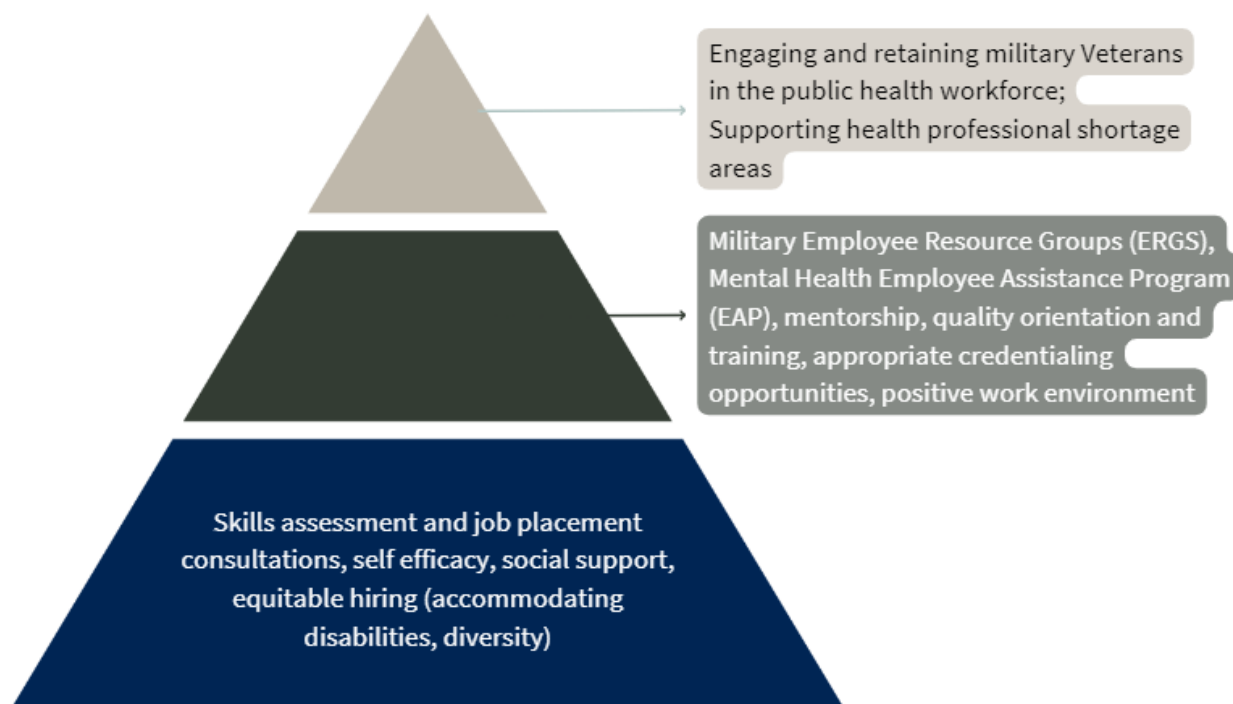 Engaging and retaining military Veterans
in the public health workforce;
Supporting health professional shortage
areas
Military Employee Resource Groups (ERGS),
Mental Health Employee Assistance Program
(EAP), mentorship, quality orientation and
training, appropriate credentialing
opportunities, positive work environment
Skills assessment and job placement
consultations, self efficacy, social support,
equitable hiring (accommodating
disabilities, diversity)